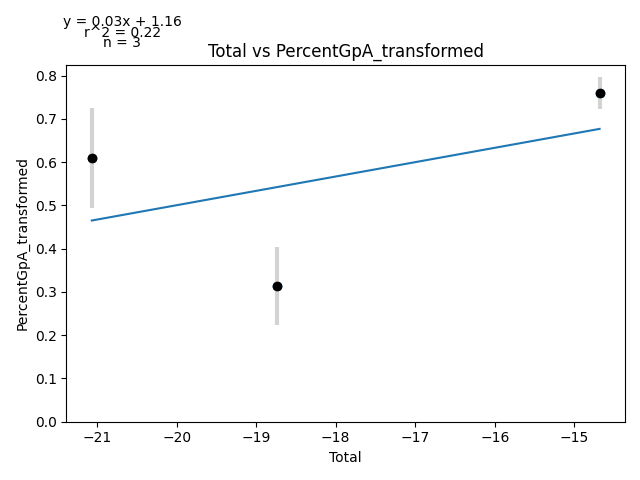 y = 0.03x + 1.16
r^2 = 0.22
n = 3
Total vs PercentGpA_transformed
PercentGpA_transformed
0.8
0.7
0.6
0.5
0.4
0.3
0.2
0.1
0.0
−21 −20 −19 −18 −17 −16 −15
Total